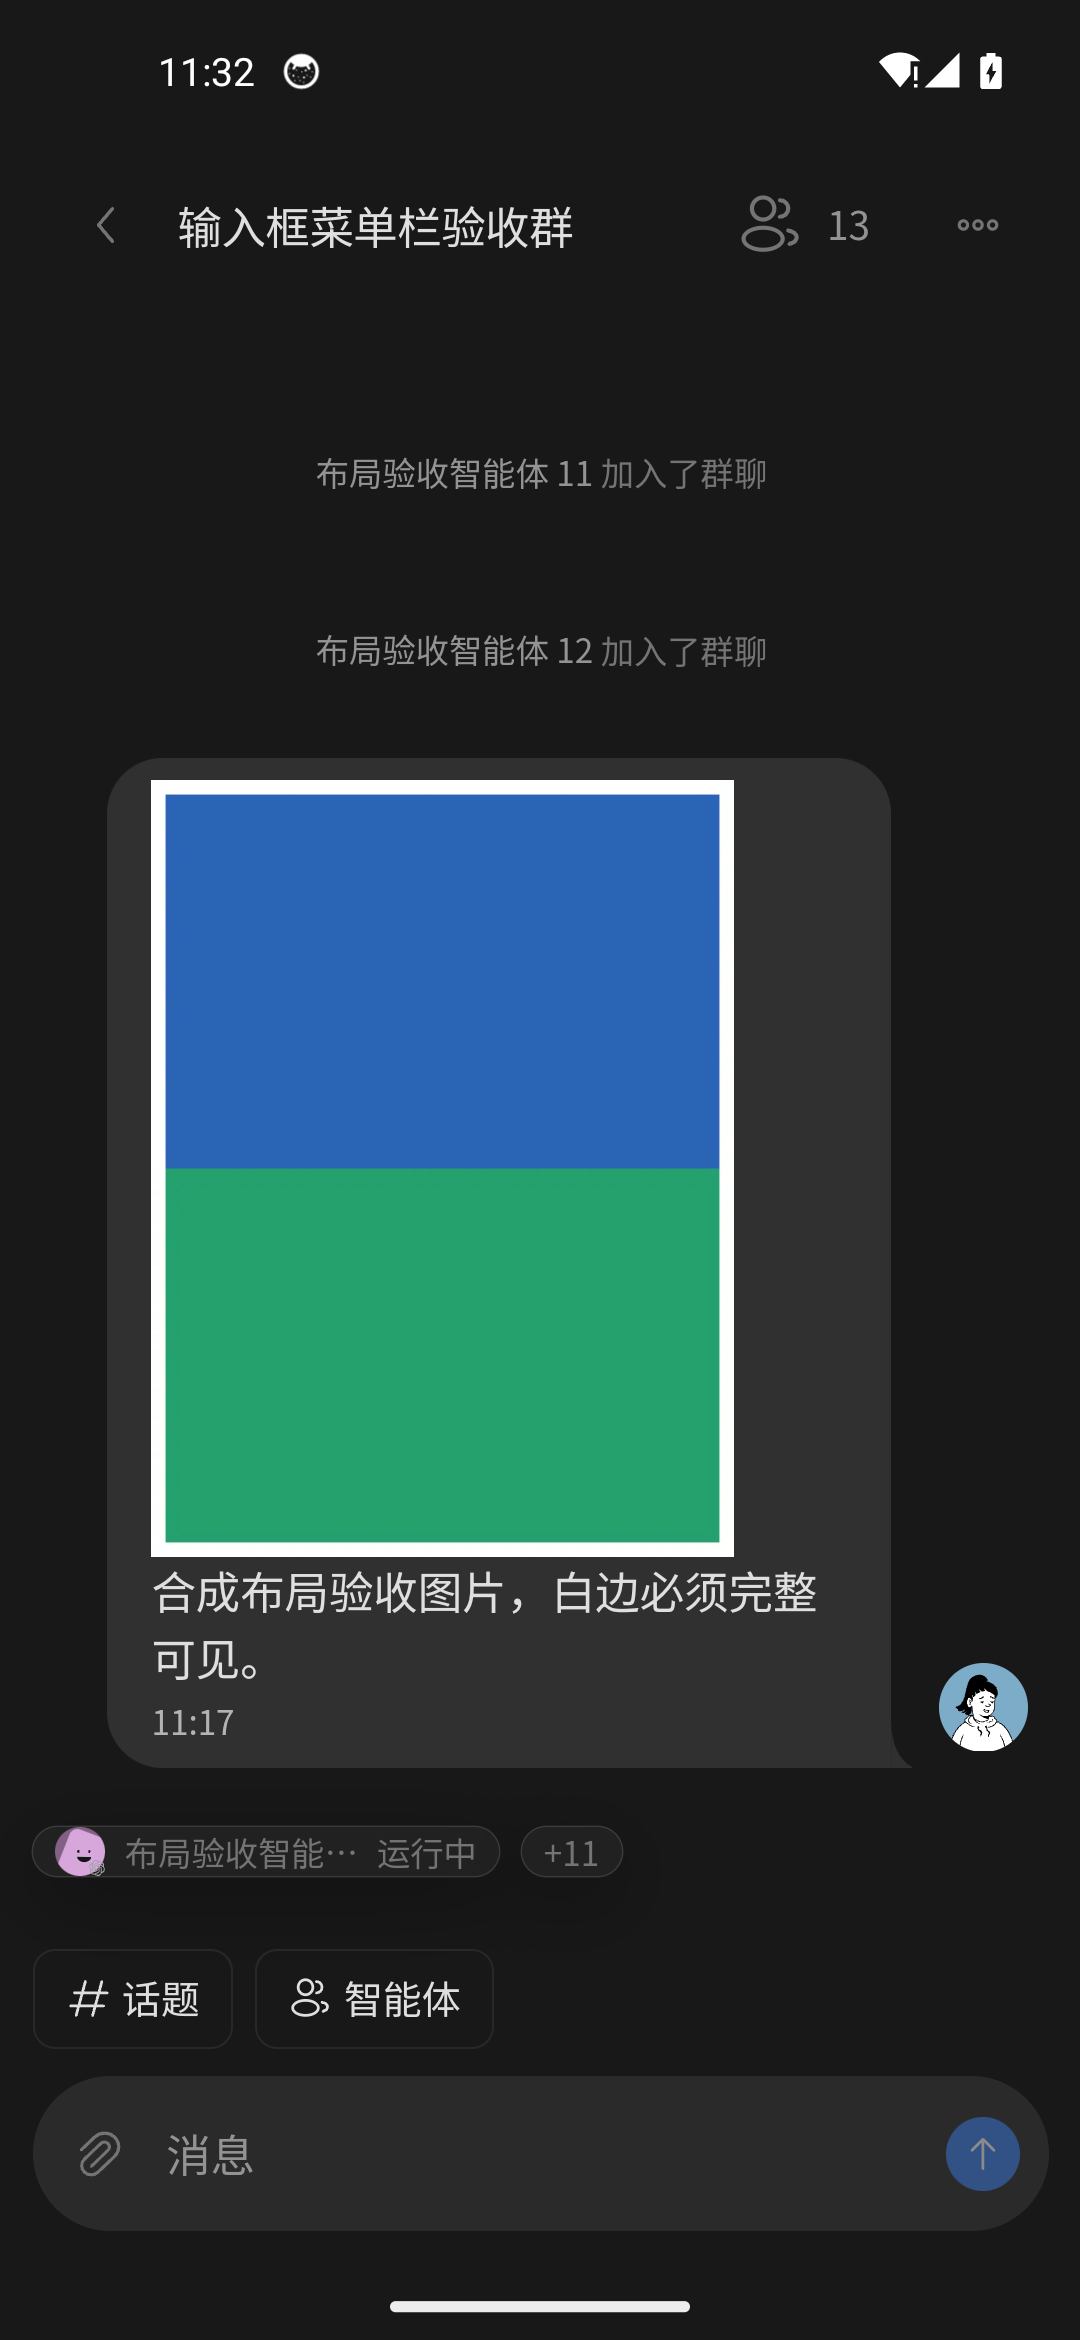 11:32
输入框菜单栏验收群
13
布局验收智能体 11 加入了群聊
布局验收智能体 12 加入了群聊
合成布局验收图片，白边必须完整
可见。
11:17
布局验收智能… 运行中
+11
话题
智能体
消息